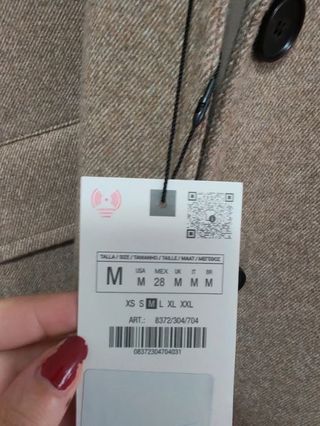 TALLA / SIZE / TAMANHO / TAILLE / MAAT / ΜΕΓΕΘΟΣ
M USA M MEX 28 UK M IT M BR M
XS S M L XL XXL
ART.: 8372/304/704
08372304704031